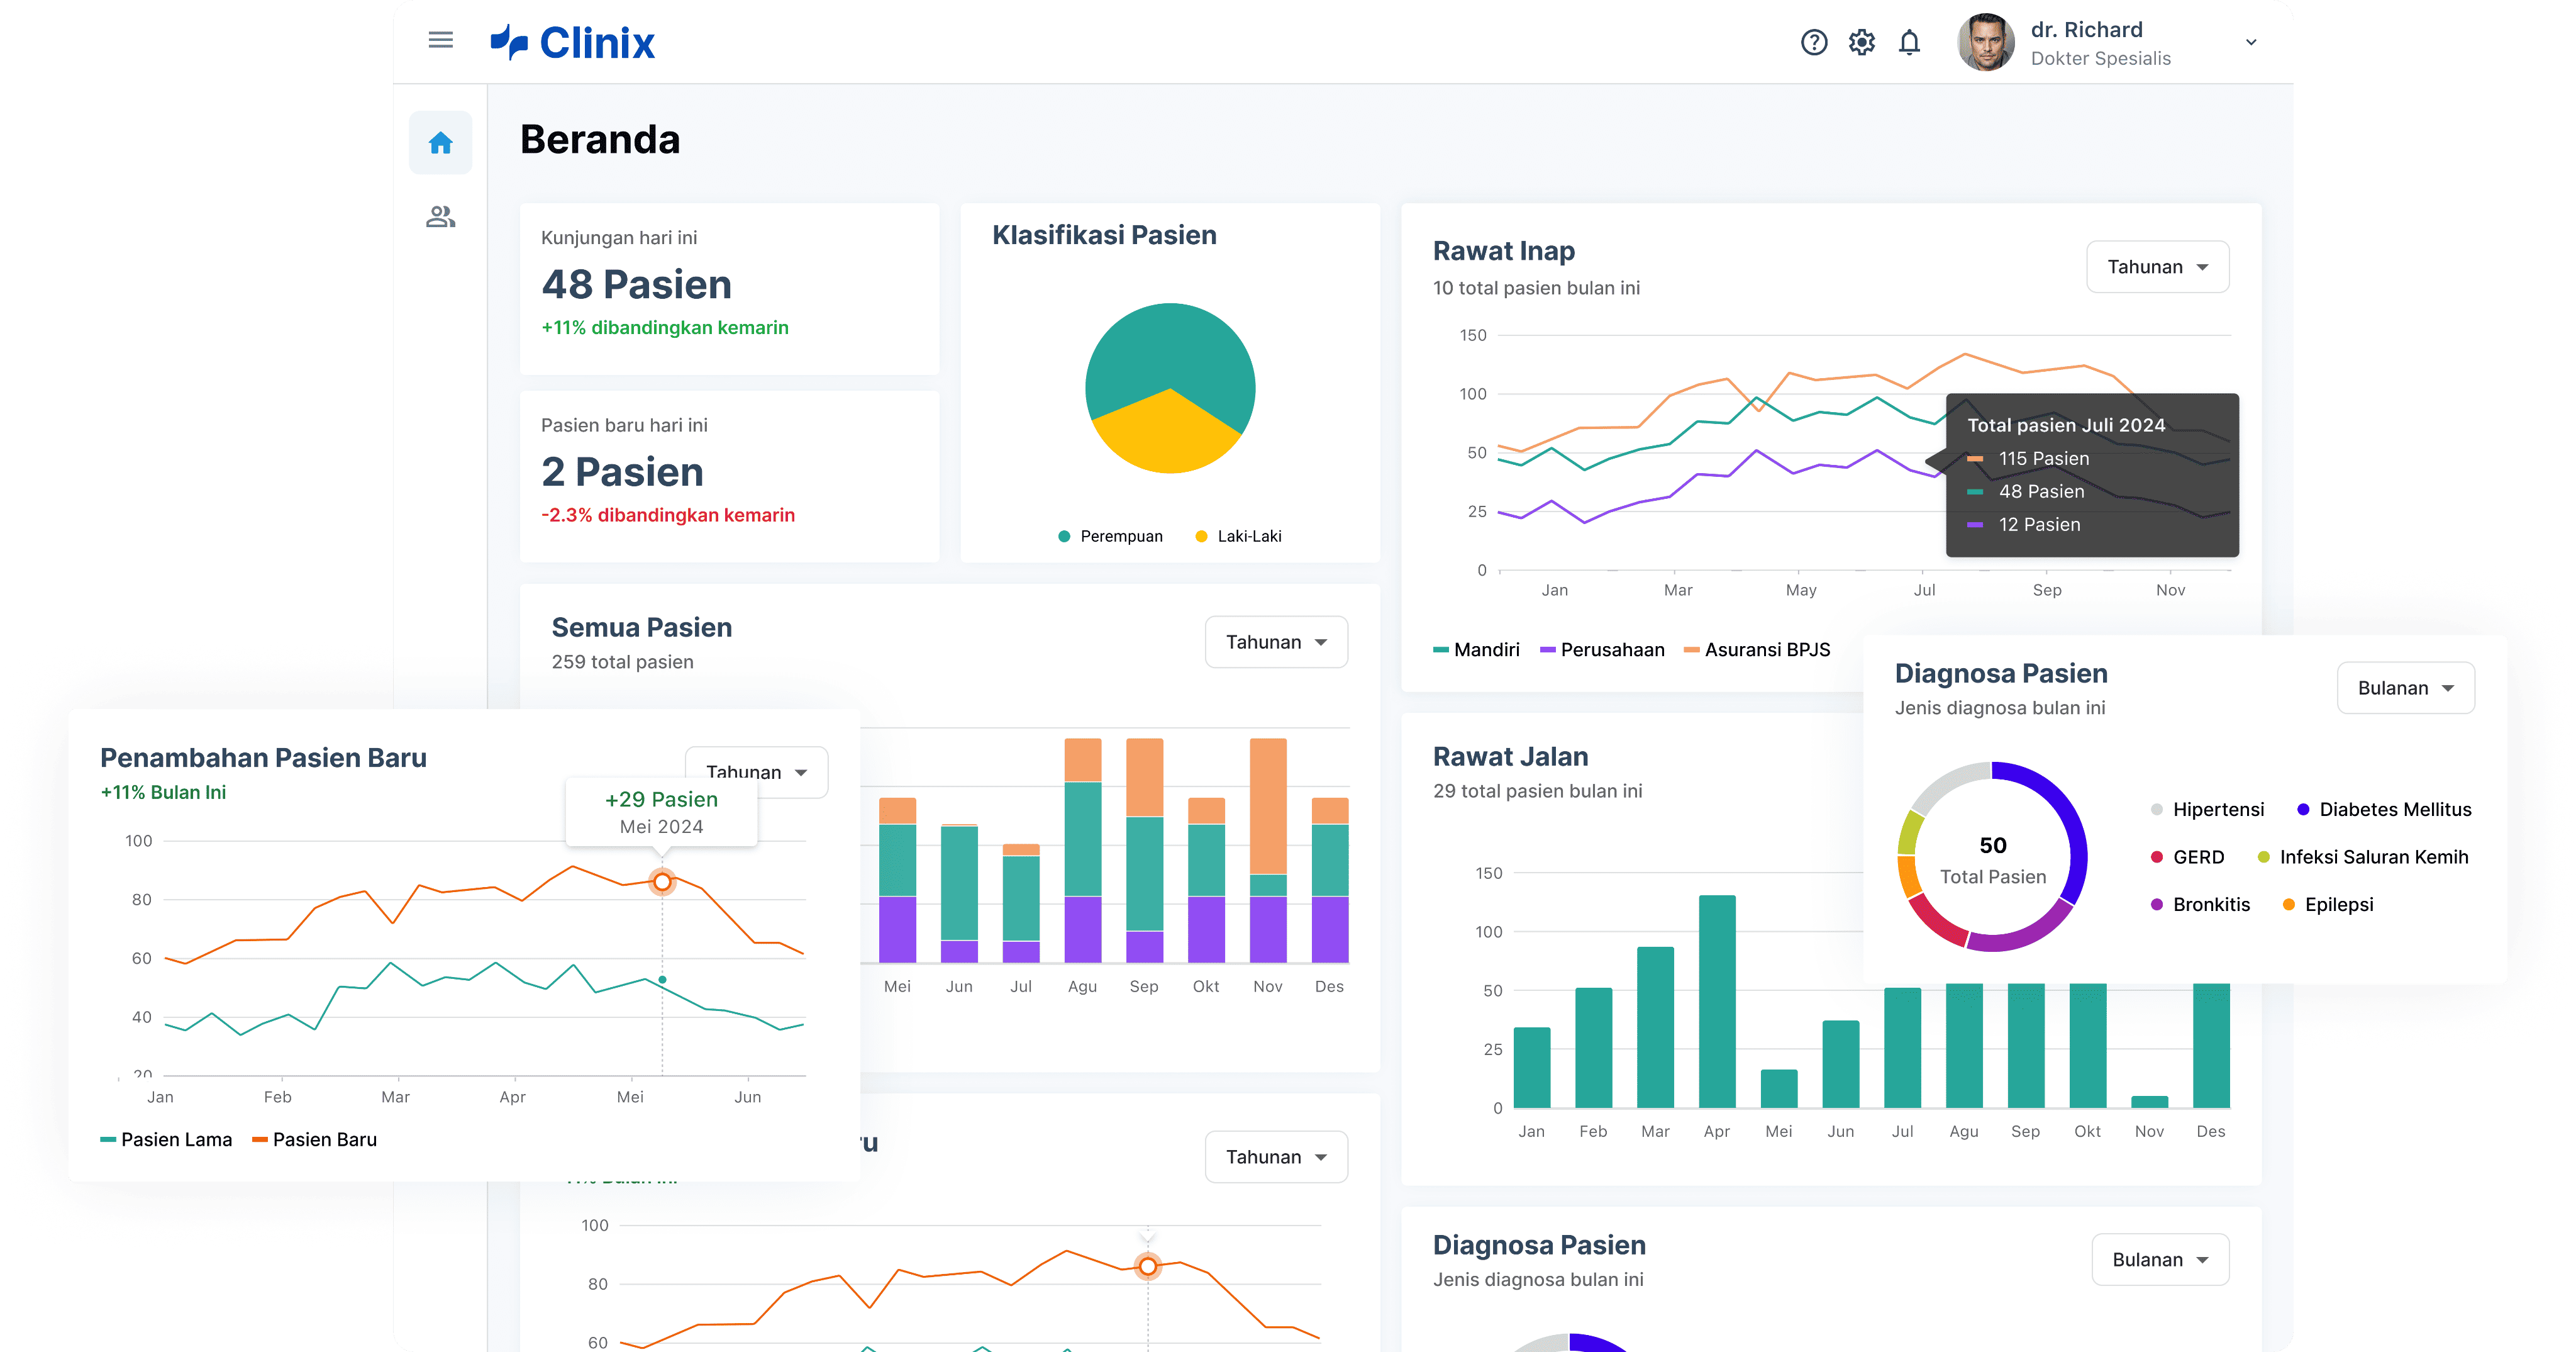 Clinix
dr. Richard
Dokter Spesialis
Beranda
Kunjungan hari ini
48 Pasien
+11% dibandingkan kemarin
Pasien baru hari ini
2 Pasien
-2.3% dibandingkan kemarin
Klasifikasi Pasien
Perempuan
Laki-Laki
Rawat Inap
10 total pasien bulan ini
Tahunan
150
100
50
25
0
Total pasien Juli 2024
115 Pasien
48 Pasien
12 Pasien
Jan Mar May Jul Sep Nov
Mandiri Perusahaan Asuransi BPJS
Semua Pasien
259 total pasien
Tahunan
Mei Jun Jul Agu Sep Okt Nov Des
Penambahan Pasien Baru
+11% Bulan Ini
Tahunan
+29 Pasien
Mei 2024
100
80
60
40
20
Jan Feb Mar Apr Mei Jun
Pasien Lama Pasien Baru
Rawat Jalan
29 total pasien bulan ini
150
100
50
25
0
Jan Feb Mar Apr Mei Jun Jul Agu Sep Okt Nov Des
Diagnosa Pasien
Jenis diagnosa bulan ini
Bulanan
50
Total Pasien
Hipertensi Diabetes Mellitus
GERD Infeksi Saluran Kemih
Bronkitis Epilepsi
Tahunan
100
80
60
Diagnosa Pasien
Jenis diagnosa bulan ini
Bulanan